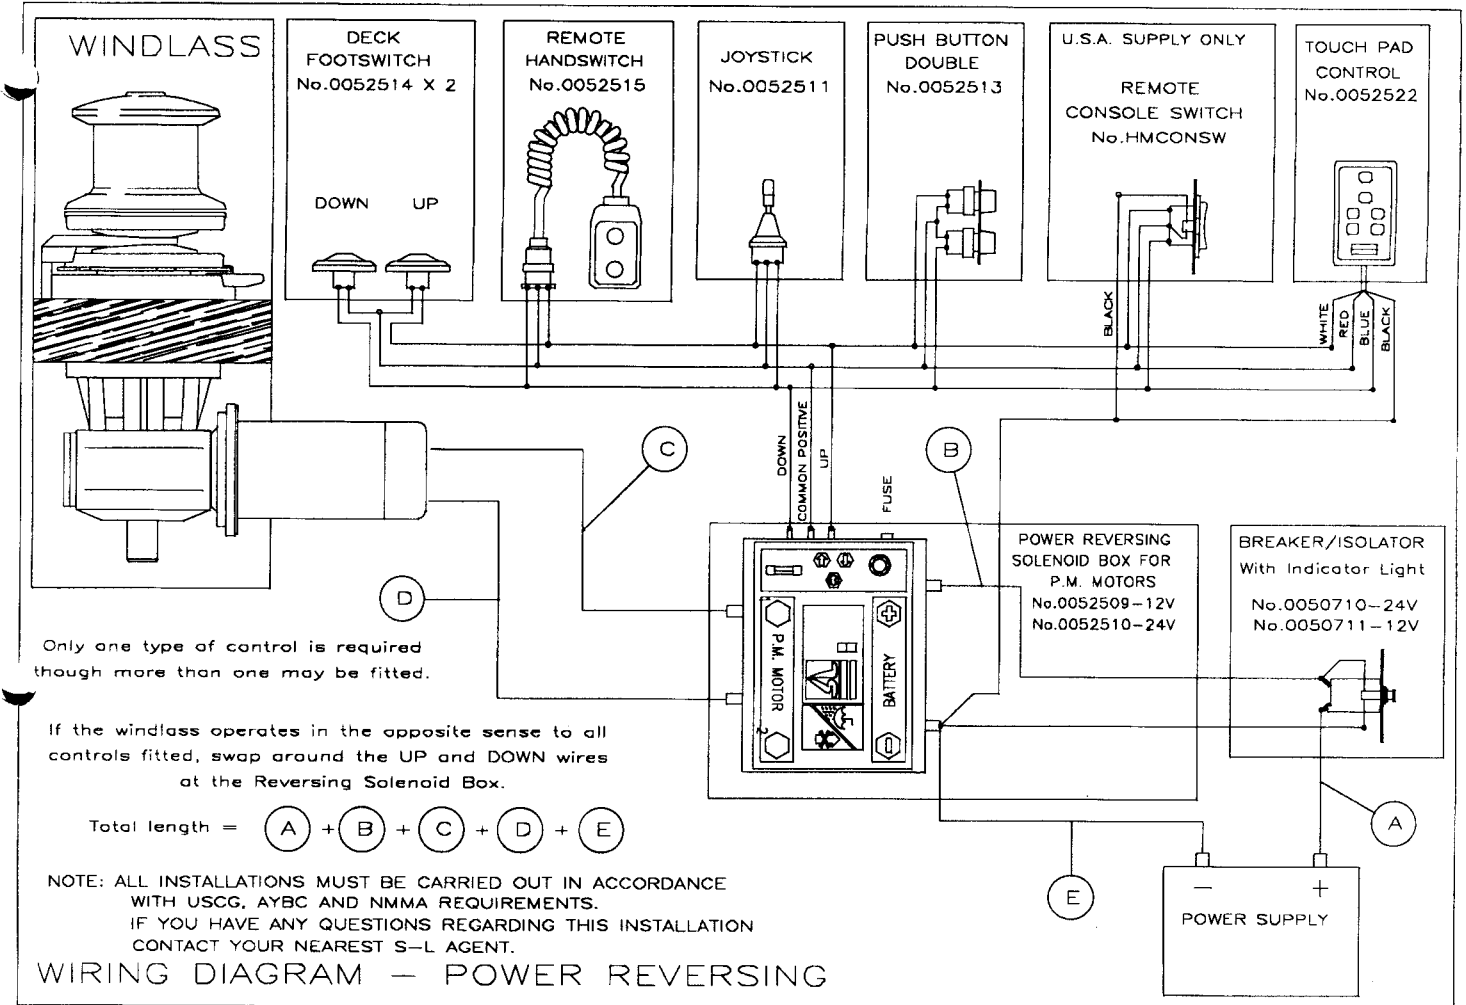 WINDLASS
DECK
FOOTSWITCH
No.0052514 X 2
DOWN UP
REMOTE
HANDSWITCH
No.0052515
JOYSTICK
No.0052511
PUSH BUTTON
DOUBLE
No.0052513
U.S.A. SUPPLY ONLY
REMOTE
CONSOLE SWITCH
No.HMCONSW
TOUCH PAD
CONTROL
No.0052522
BLACK
WHITE
RED
BLUE
BLACK
DOWN
COMMON POSITIVE
UP
FUSE
C
B
D
POWER REVERSING
SOLENOID BOX FOR
P.M. MOTORS
No.0052509-12V
No.0052510-24V
BREAKER/ISOLATOR
With Indicator Light
No.0050710-24V
No.0050711-12V
P.M. MOTOR
2
BATTERY
+
-
A
E
- +
POWER SUPPLY
Only one type of control is required
though more than one may be fitted.
If the windlass operates in the opposite sense to all
controls fitted, swap around the UP and DOWN wires
at the Reversing Solenoid Box.
Total length = A + B + C + D + E
NOTE: ALL INSTALLATIONS MUST BE CARRIED OUT IN ACCORDANCE
WITH USCG, AYBC AND NMMA REQUIREMENTS.
IF YOU HAVE ANY QUESTIONS REGARDING THIS INSTALLATION
CONTACT YOUR NEAREST S-L AGENT.
WIRING DIAGRAM - POWER REVERSING